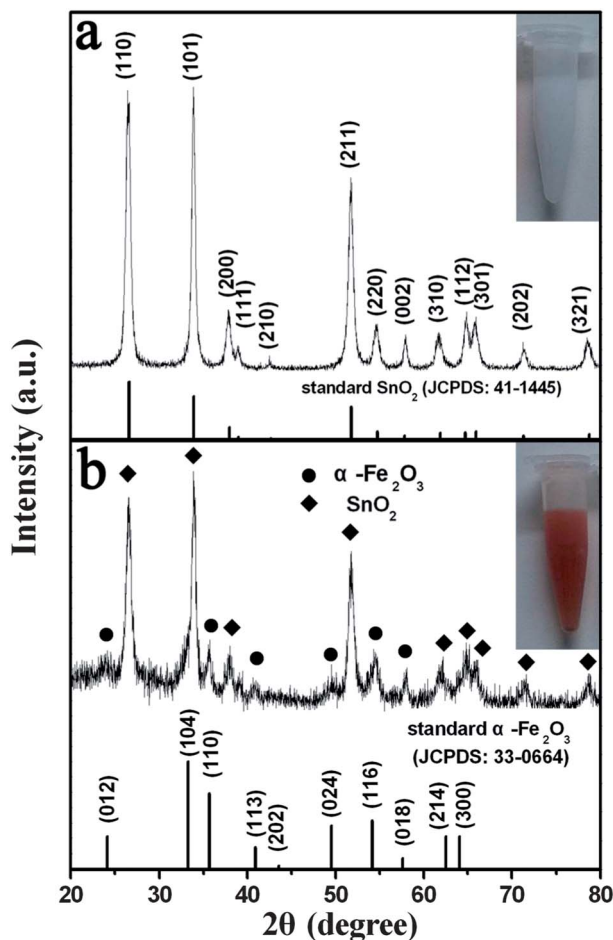 a
(110)
(101)
(200)
(111)
(210)
(211)
(220)
(002)
(310)
(112)
(301)
(202)
(321)
standard SnO₂ (JCPDS: 41-1445)
b
● α -Fe₂O₃
◆ SnO₂
standard α -Fe₂O₃
(JCPDS: 33-0664)
(012)
(104)
(110)
(113)
(202)
(024)
(116)
(018)
(214)
(300)
20 30 40 50 60 70 80
2θ (degree)
Intensity (a.u.)